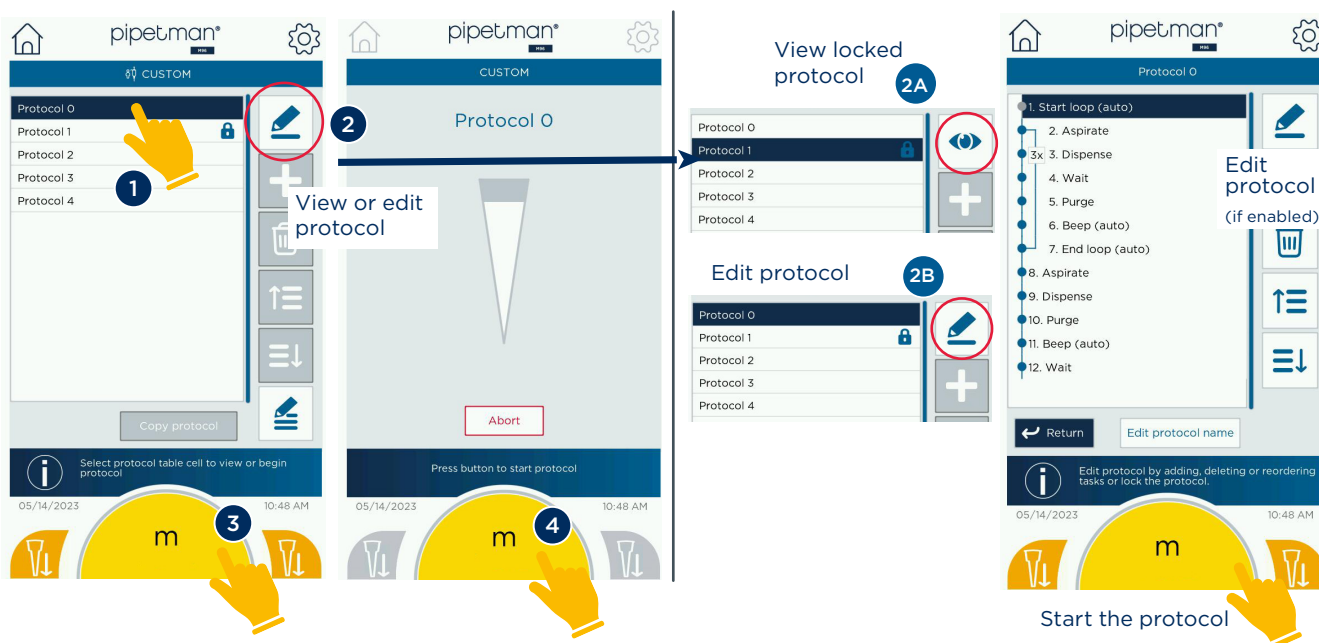 pipetman®
M96
CUSTOM
Protocol 0
Protocol 1
Protocol 2
Protocol 3
Protocol 4
1
2
View or edit
protocol
Copy protocol
i
Select protocol table cell to view or begin
protocol
05/14/2023
10:48 AM
m
3
pipetman®
M96
CUSTOM
Protocol 0
Abort
Press button to start protocol
05/14/2023
10:48 AM
m
4
View locked
protocol
2A
Protocol 0
Protocol 1
Protocol 2
Protocol 3
Protocol 4
Edit protocol
2B
Protocol 0
Protocol 1
Protocol 2
Protocol 3
Protocol 4
pipetman®
M96
Protocol 0
1. Start loop (auto)
2. Aspirate
3x 3. Dispense
4. Wait
5. Purge
6. Beep (auto)
7. End loop (auto)
8. Aspirate
9. Dispense
10. Purge
11. Beep (auto)
12. Wait
Edit
protocol
(if enabled)
Return
Edit protocol name
i
Edit protocol by adding, deleting or reordering
tasks or lock the protocol.
05/14/2023
10:48 AM
m
Start the protocol